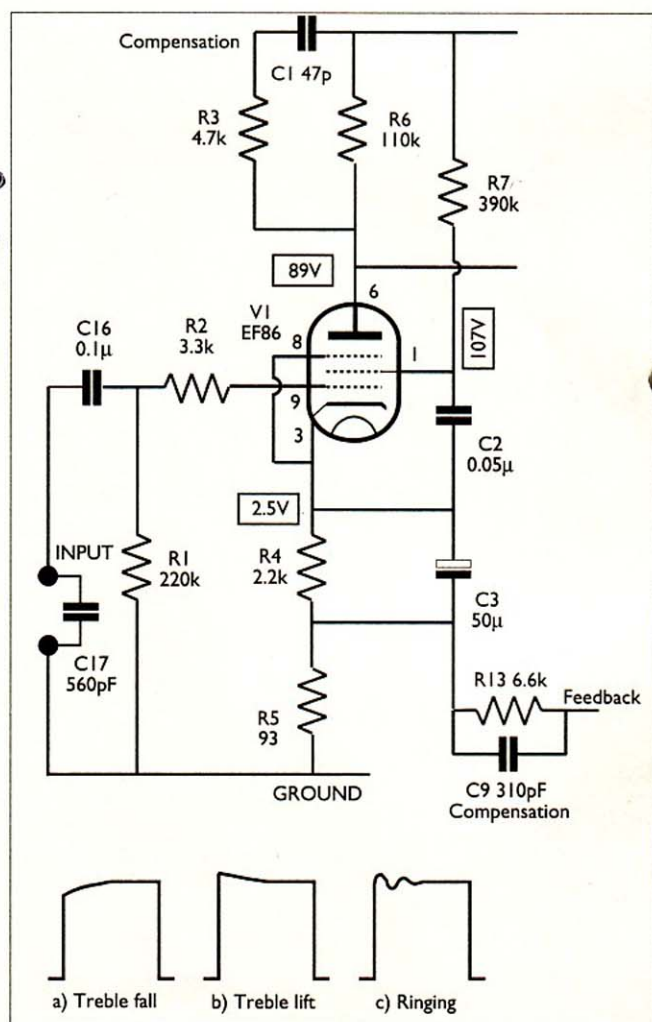 Compensation
C1 47p
R3
4.7k
R6
110k
R7
390k
89V
6
V1
EF86
8
1
107V
C16
0.1µ
R2
3.3k
9
3
C2
0.05µ
2.5V
INPUT
R1
220k
R4
2.2k
C3
50µ
C17
560pF
R13 6.6k
Feedback
R5
93
C9 310pF
Compensation
GROUND
a) Treble fall
b) Treble lift
c) Ringing